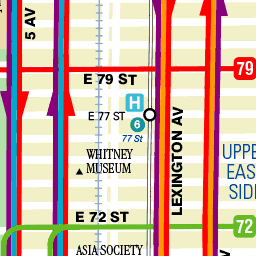 5 AV
79
E 79 ST
H
E 77 ST
6
77 St
LEXINGTON AV
WHITNEY
MUSEUM
UPPE
EAS
SID
E 72 ST
72
ASIA SOCIETY
V